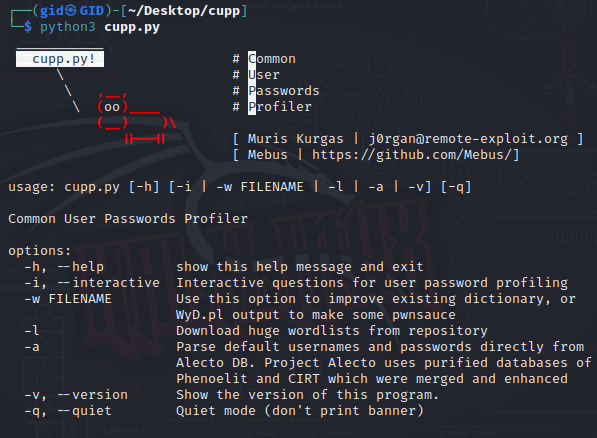 ┌──(gid㉿GID)-[~/Desktop/cupp]
└─$ python3 cupp.py
cupp.py! # Common
\ # User
\ ,__, # Passwords
\ (oo)____ # Profiler
(__) )\
||--|| [ Muris Kurgas | j0rgan@remote-exploit.org ]
[ Mebus | https://github.com/Mebus/]
usage: cupp.py [-h] [-i | -w FILENAME | -l | -a | -v] [-q]
Common User Passwords Profiler
options:
-h, --help show this help message and exit
-i, --interactive Interactive questions for user password profiling
-w FILENAME Use this option to improve existing dictionary, or
WyD.pl output to make some pwnsauce
-l Download huge wordlists from repository
-a Parse default usernames and passwords directly from
Alecto DB. Project Alecto uses purified databases of
Phenoelit and CIRT which were merged and enhanced
-v, --version Show the version of this program.
-q, --quiet Quiet mode (don't print banner)